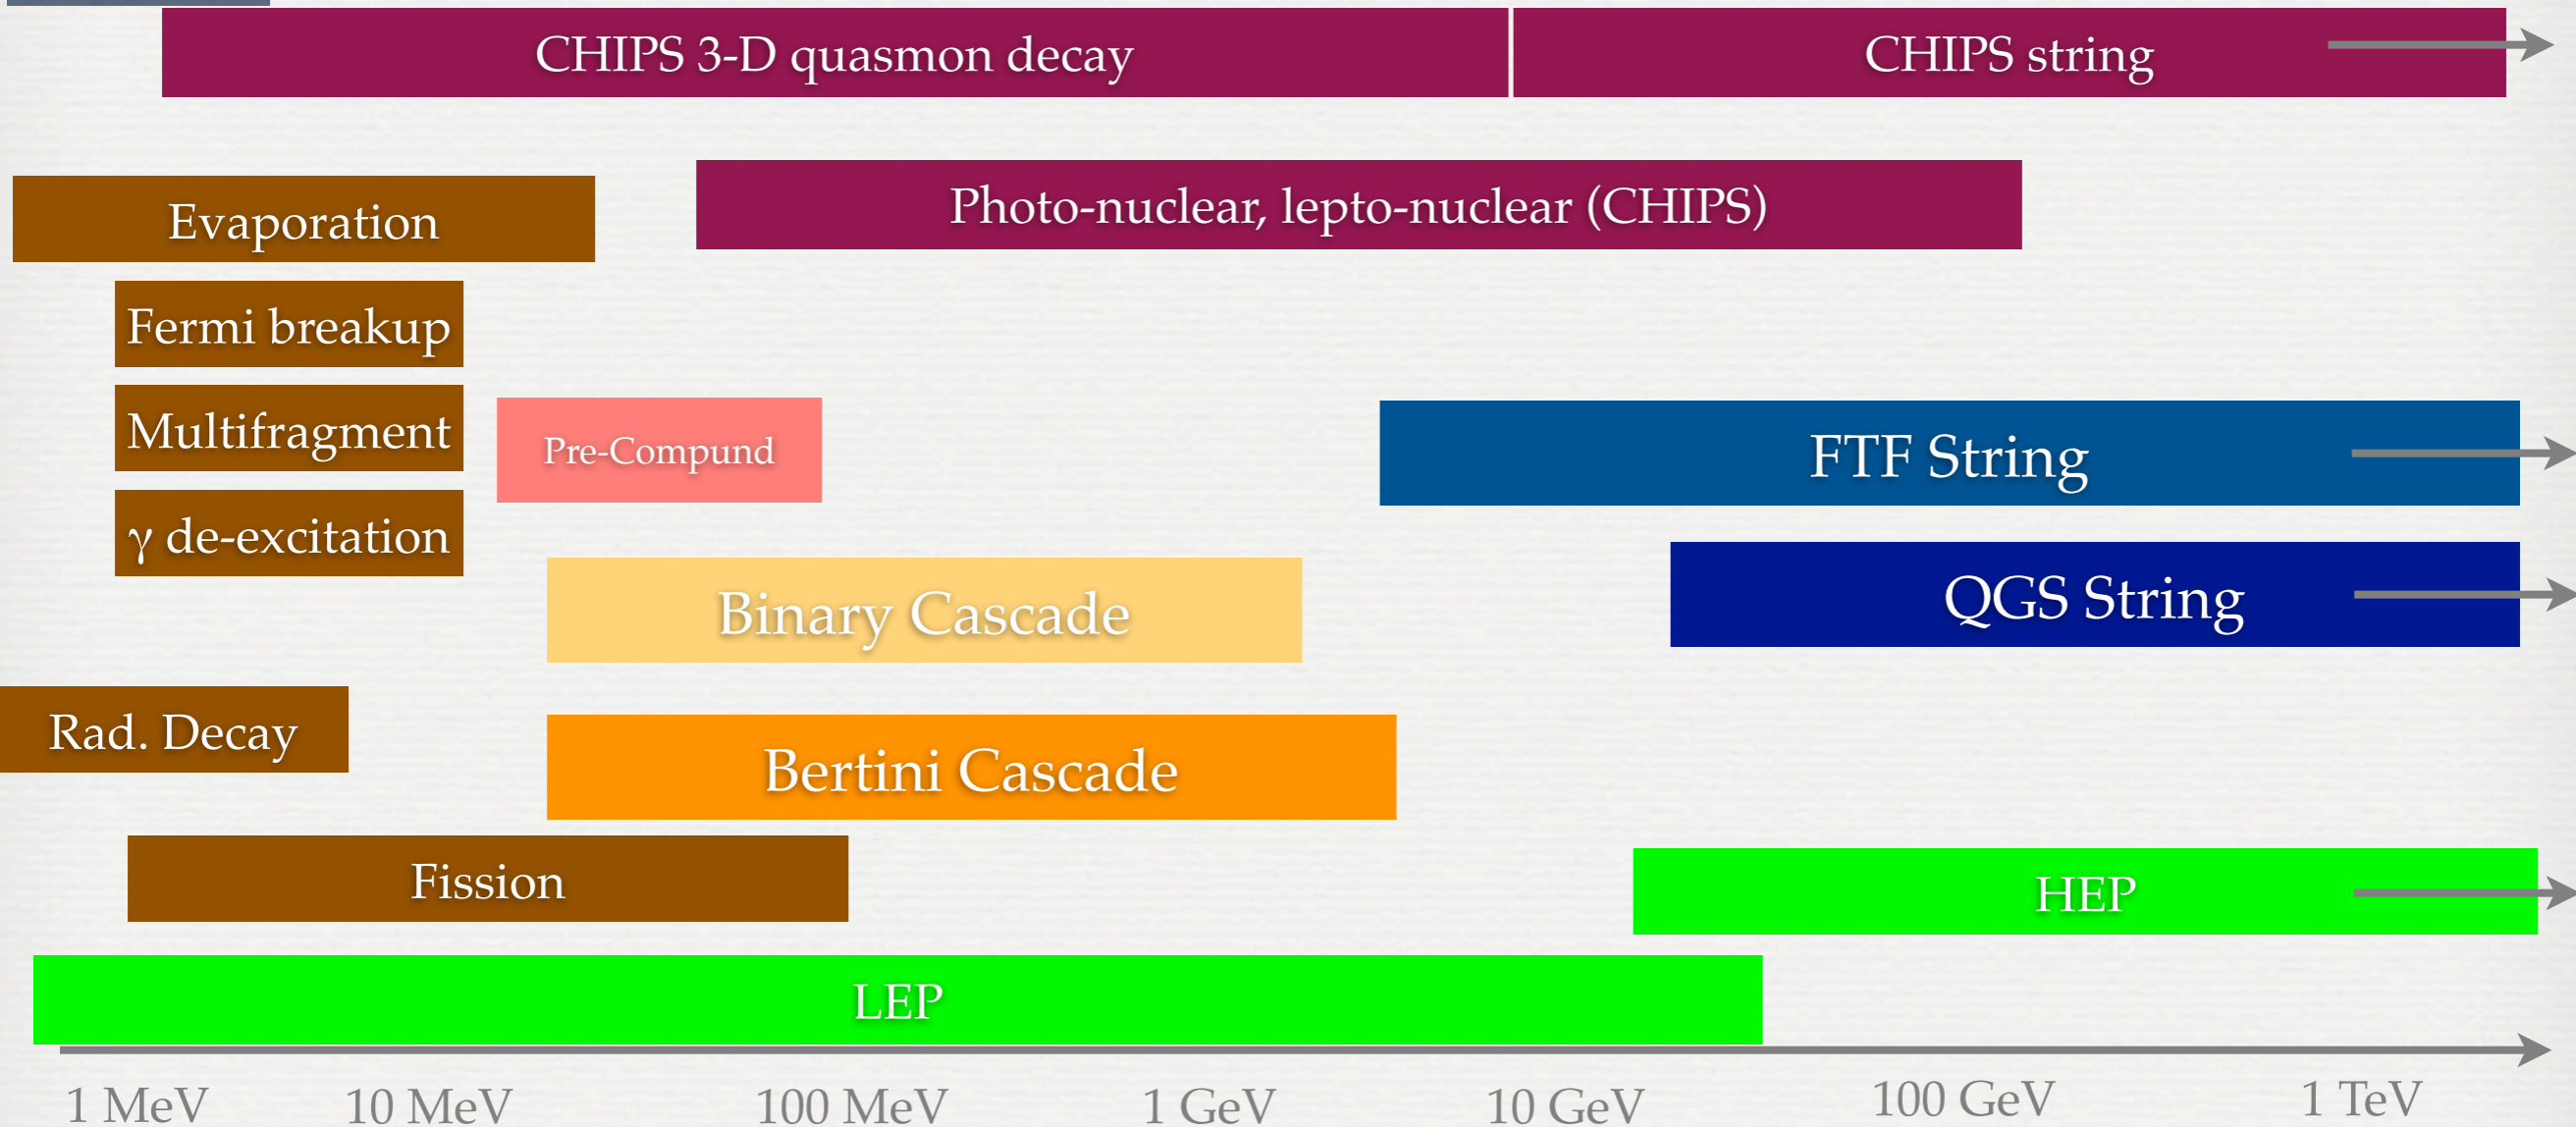 CHIPS 3-D quasmon decay
CHIPS string
Photo-nuclear, lepto-nuclear (CHIPS)
Evaporation
Fermi breakup
Multifragment
Pre-Compund
FTF String
γ de-excitation
QGS String
Binary Cascade
Rad. Decay
Bertini Cascade
Fission
HEP
LEP
1 MeV
10 MeV
100 MeV
1 GeV
10 GeV
100 GeV
1 TeV